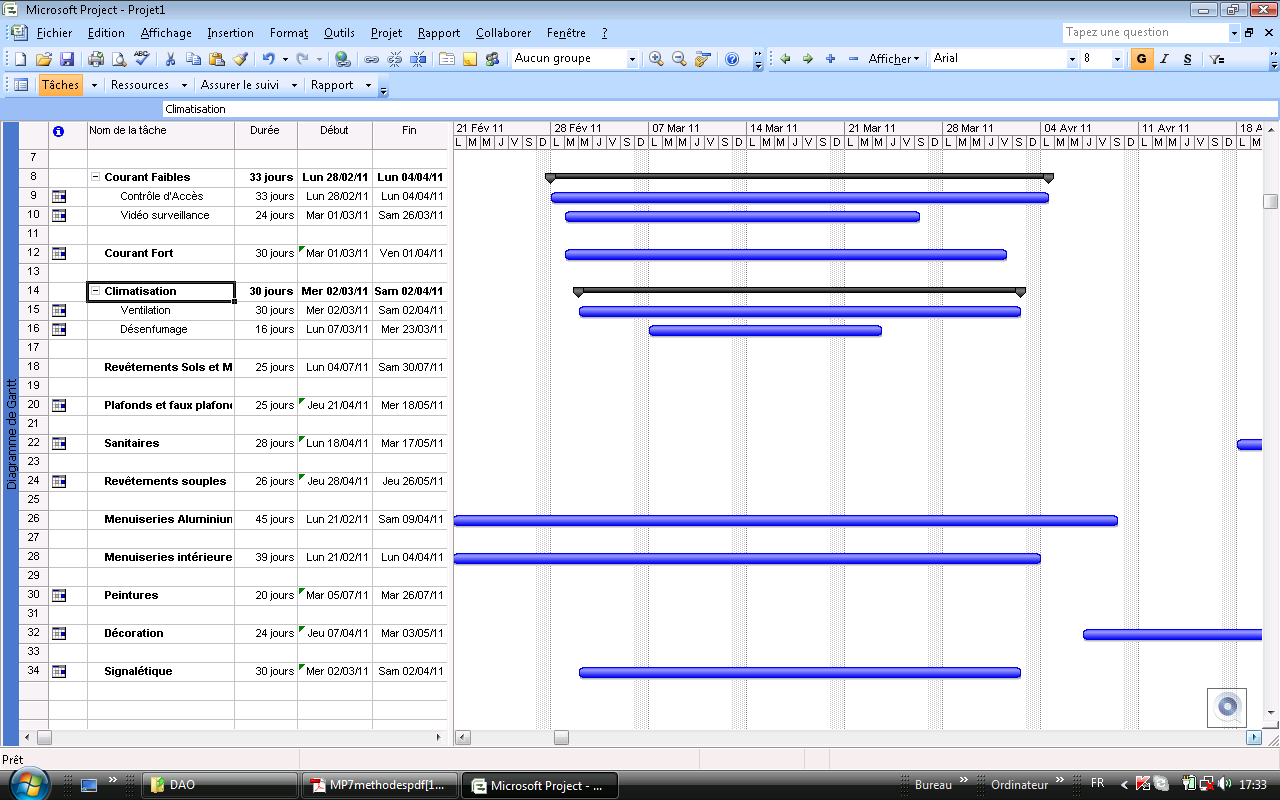 Microsoft Project - Projet1
Fichier Edition Affichage Insertion Format Outils Projet Rapport Collaborer Fenêtre ? Tapez une question
Aucun groupe Afficher Arial 8 G I S
Tâches Ressources Assurer le suivi Rapport
Climatisation
Diagramme de Gantt
Nom de la tâche Durée Début Fin 21 Fév 11 28 Fév 11 07 Mar 11 14 Mar 11 21 Mar 11 28 Mar 11 04 Avr 11 11 Avr 11 18 A
L M M J V S D L M M J V S D L M M J V S D L M M J V S D L M M J V S D L M M J V S D L M M J V S D L M M J V S D L M
7
8 Courant Faibles 33 jours Lun 28/02/11 Lun 04/04/11
9 Contrôle d'Accès 33 jours Lun 28/02/11 Lun 04/04/11
10 Vidéo surveillance 24 jours Mar 01/03/11 Sam 26/03/11
11
12 Courant Fort 30 jours Mar 01/03/11 Ven 01/04/11
13
14 Climatisation 30 jours Mer 02/03/11 Sam 02/04/11
15 Ventilation 30 jours Mer 02/03/11 Sam 02/04/11
16 Désenfumage 16 jours Lun 07/03/11 Mer 23/03/11
17
18 Revêtements Sols et M 25 jours Lun 04/07/11 Sam 30/07/11
19
20 Plafonds et faux plafond 25 jours Jeu 21/04/11 Mer 18/05/11
21
22 Sanitaires 28 jours Lun 18/04/11 Mar 17/05/11
23
24 Revêtements souples 26 jours Jeu 28/04/11 Jeu 26/05/11
25
26 Menuiseries Aluminiun 45 jours Lun 21/02/11 Sam 09/04/11
27
28 Menuiseries intérieure 39 jours Lun 21/02/11 Lun 04/04/11
29
30 Peintures 20 jours Mar 05/07/11 Mar 26/07/11
31
32 Décoration 24 jours Jeu 07/04/11 Mar 03/05/11
33
34 Signalétique 30 jours Mer 02/03/11 Sam 02/04/11
Prêt
DAO MP7methodespdf[1... Microsoft Project - ... Bureau Ordinateur FR 17:33